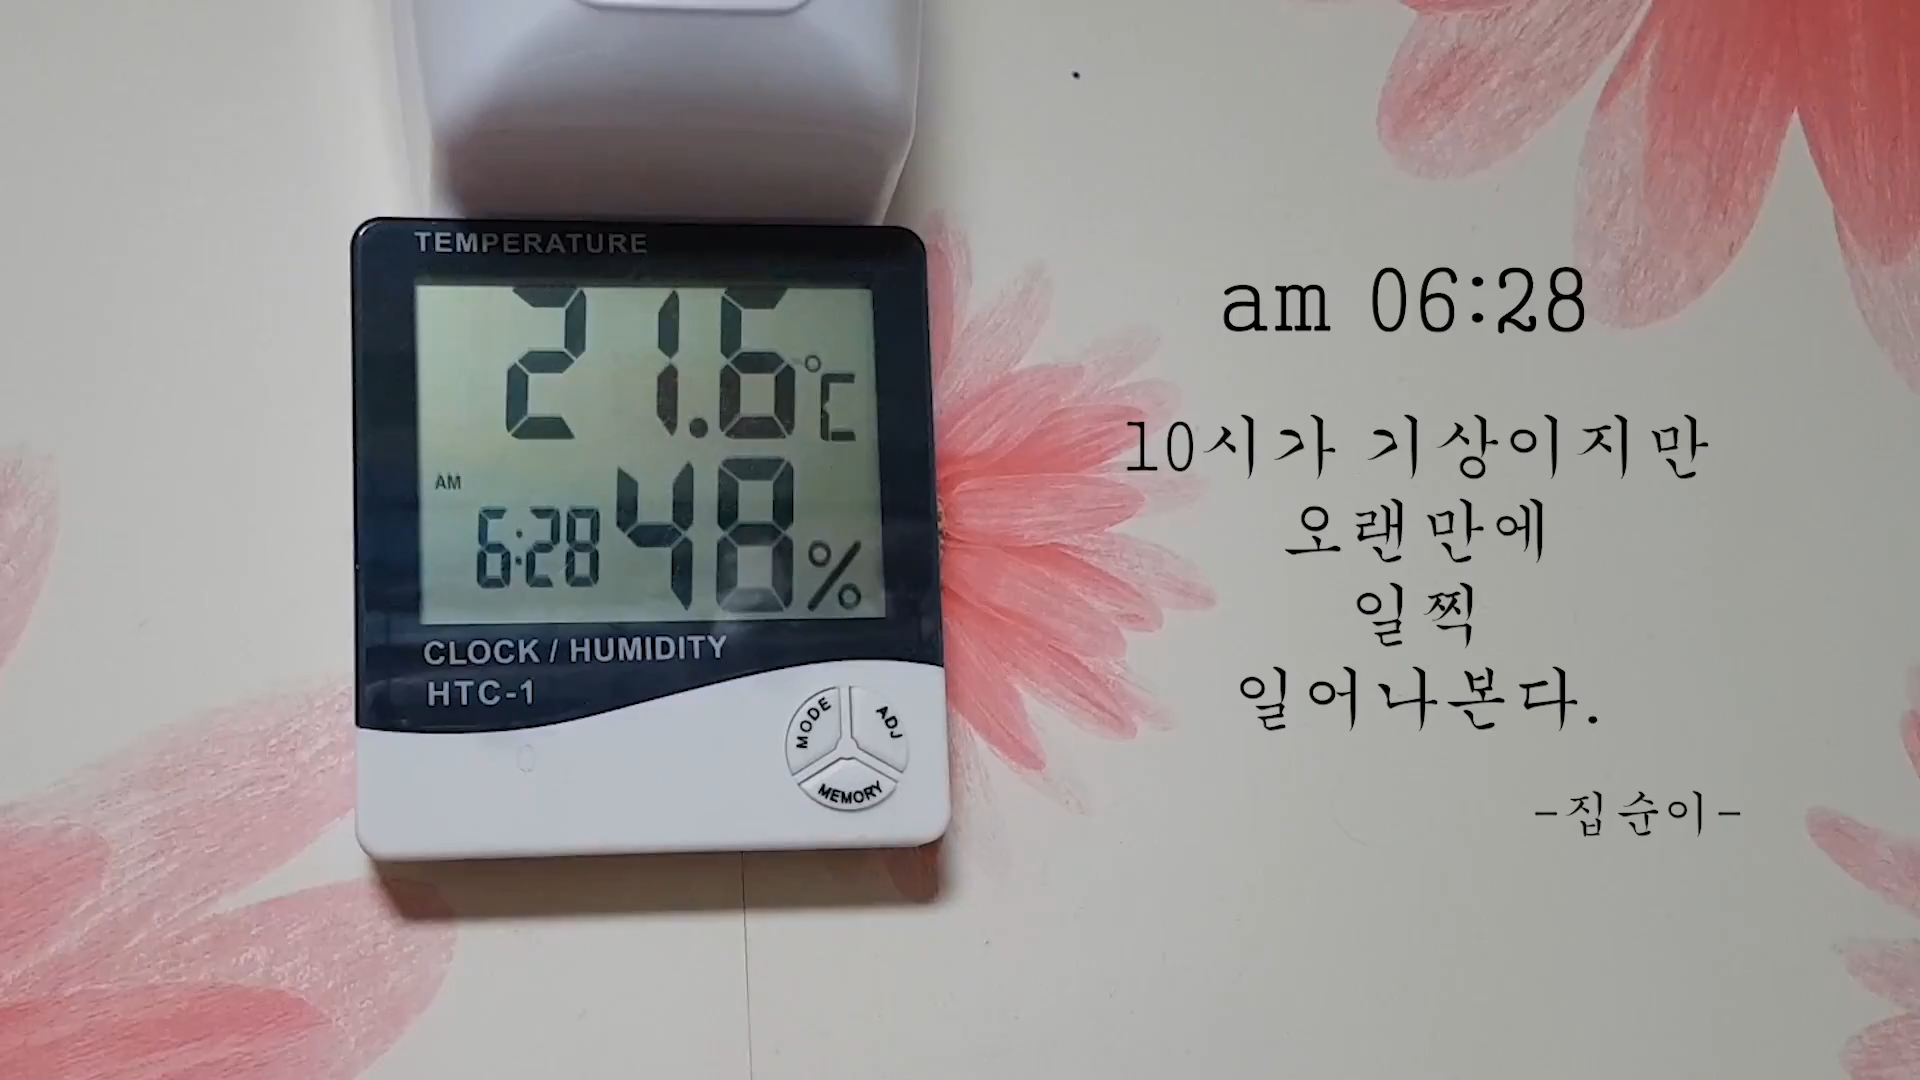 TEMPERATURE
21.6°C
AM
6:28 48%
CLOCK / HUMIDITY
HTC-1
MODE
ADJ
MEMORY
am 06:28
10시가 기상이지만
오랜만에
일찍
일어나본다.
-집순이-